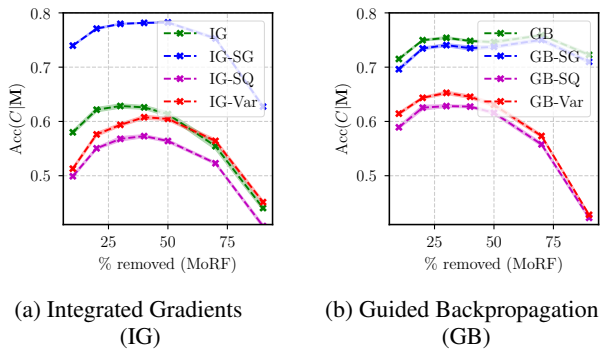 0.8
0.7
0.6
0.5
Acc(C|M)
25
50
75
% removed (MoRF)
IG
IG-SG
IG-SQ
IG-Var
(a) Integrated Gradients
(IG)
0.8
0.7
0.6
0.5
Acc(C|M)
25
50
75
% removed (MoRF)
GB
GB-SG
GB-SQ
GB-Var
(b) Guided Backpropagation
(GB)